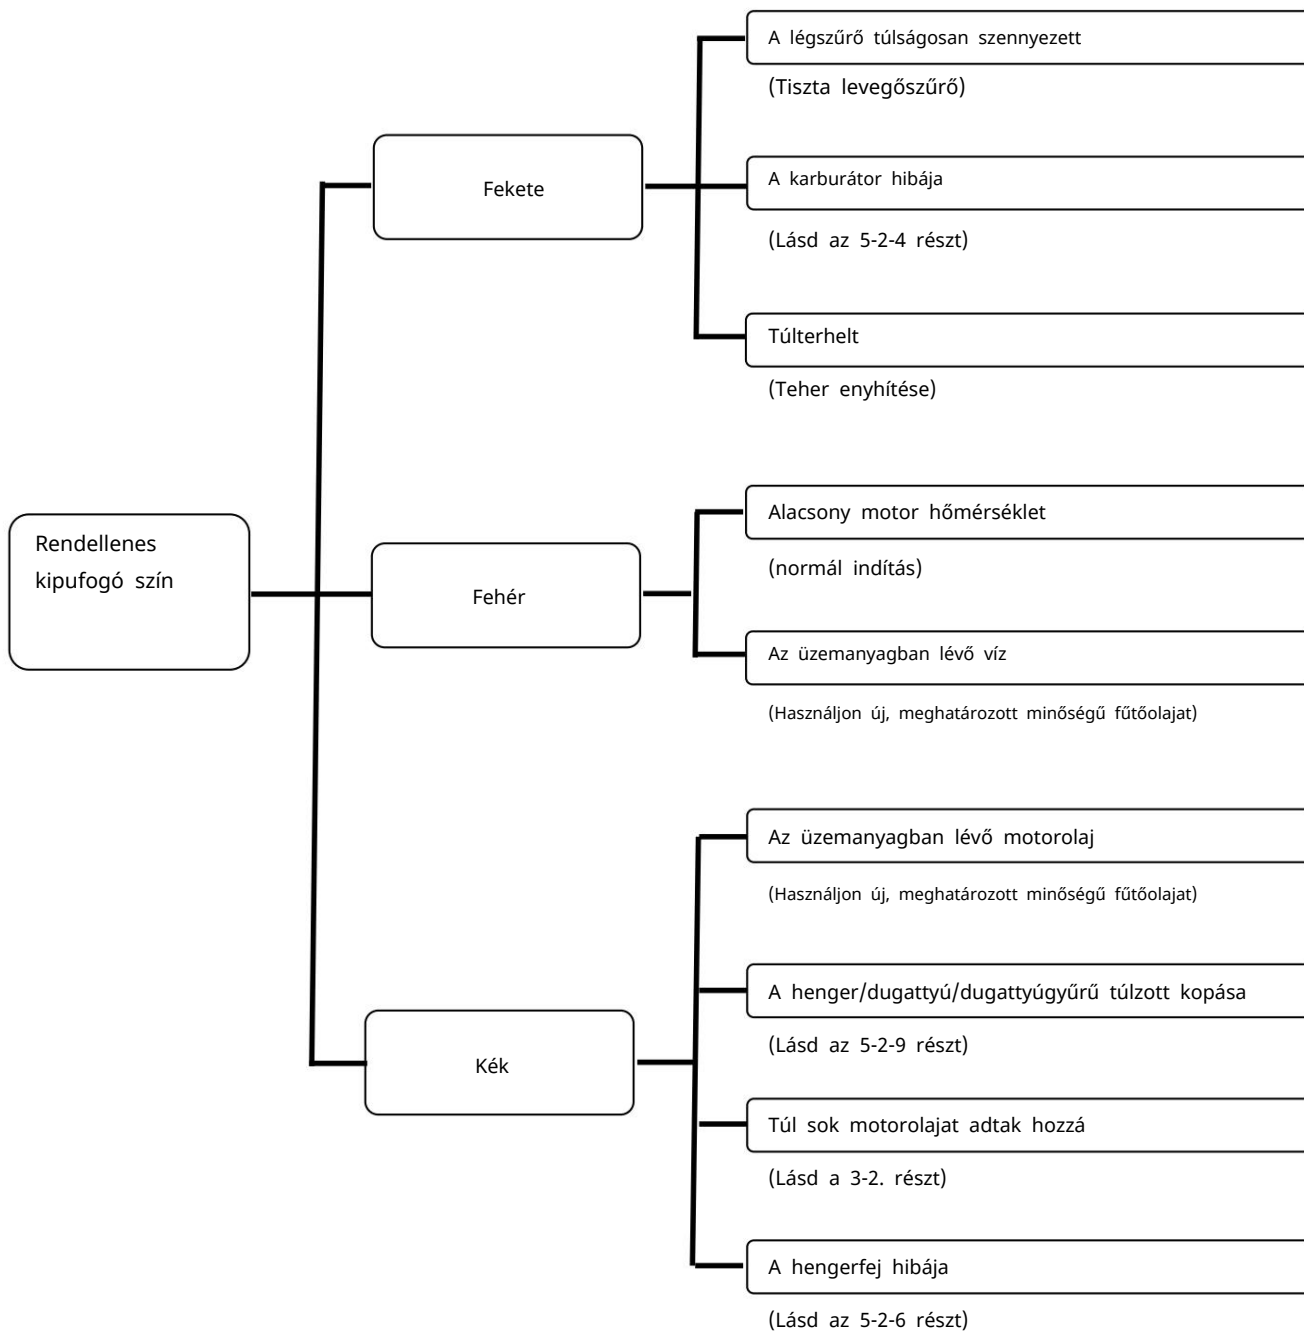 A légszűrő túlságosan szennyezett
(Tiszta levegőszűrő)
Fekete
A karburátor hibája
(Lásd az 5-2-4 részt)
Túlterhelt
(Teher enyhítése)
Rendellenes
kipufogó szín
Fehér
Alacsony motor hőmérséklet
(normál indítás)
Az üzemanyagban lévő víz
(Használjon új, meghatározott minőségű fűtőolajat)
Kék
Az üzemanyagban lévő motorolaj
(Használjon új, meghatározott minőségű fűtőolajat)
A henger/dugattyú/dugattyúgyűrű túlzott kopása
(Lásd az 5-2-9 részt)
Túl sok motorolajat adtak hozzá
(Lásd a 3-2. részt)
A hengerfej hibája
(Lásd az 5-2-6 részt)